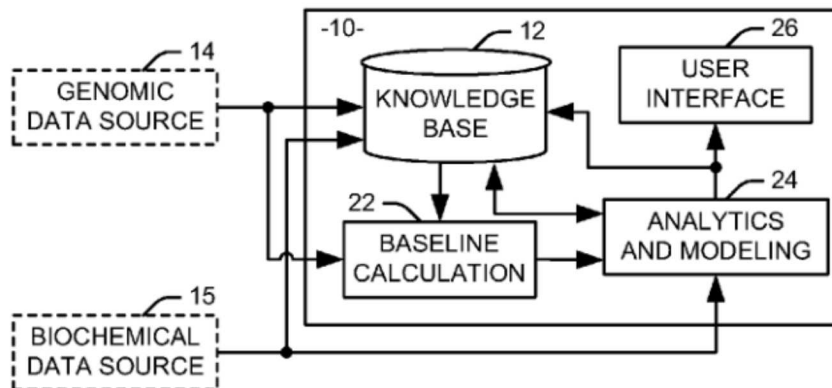 -10-
14
12
26
GENOMIC
DATA SOURCE
KNOWLEDGE
BASE
USER
INTERFACE
22
24
BASELINE
CALCULATION
ANALYTICS
AND MODELING
15
BIOCHEMICAL
DATA SOURCE